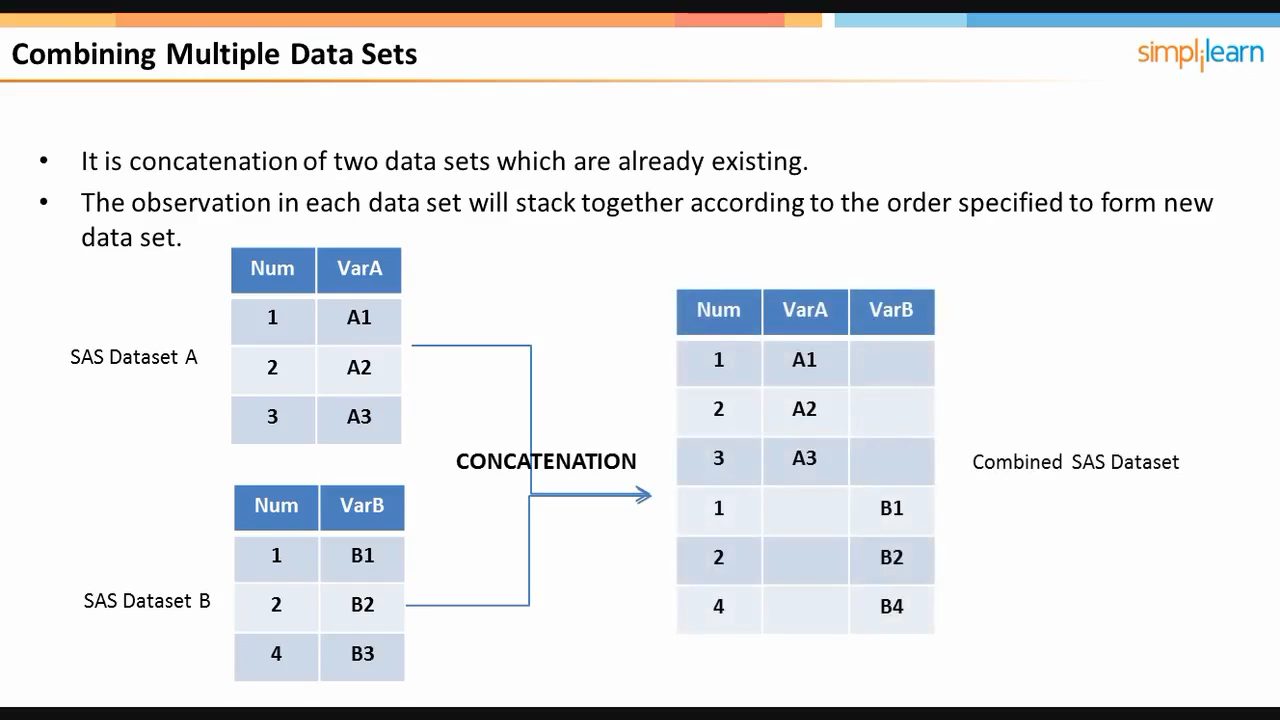 Combining Multiple Data Sets
simplilearn
• It is concatenation of two data sets which are already existing.
• The observation in each data set will stack together according to the order specified to form new
data set.
Num VarA
1 A1
SAS Dataset A
2 A2
3 A3
Num VarB
1 B1
SAS Dataset B
2 B2
4 B3
CONCATENATION
Num VarA VarB
1 A1
2 A2
3 A3
1 B1
2 B2
4 B4
Combined SAS Dataset